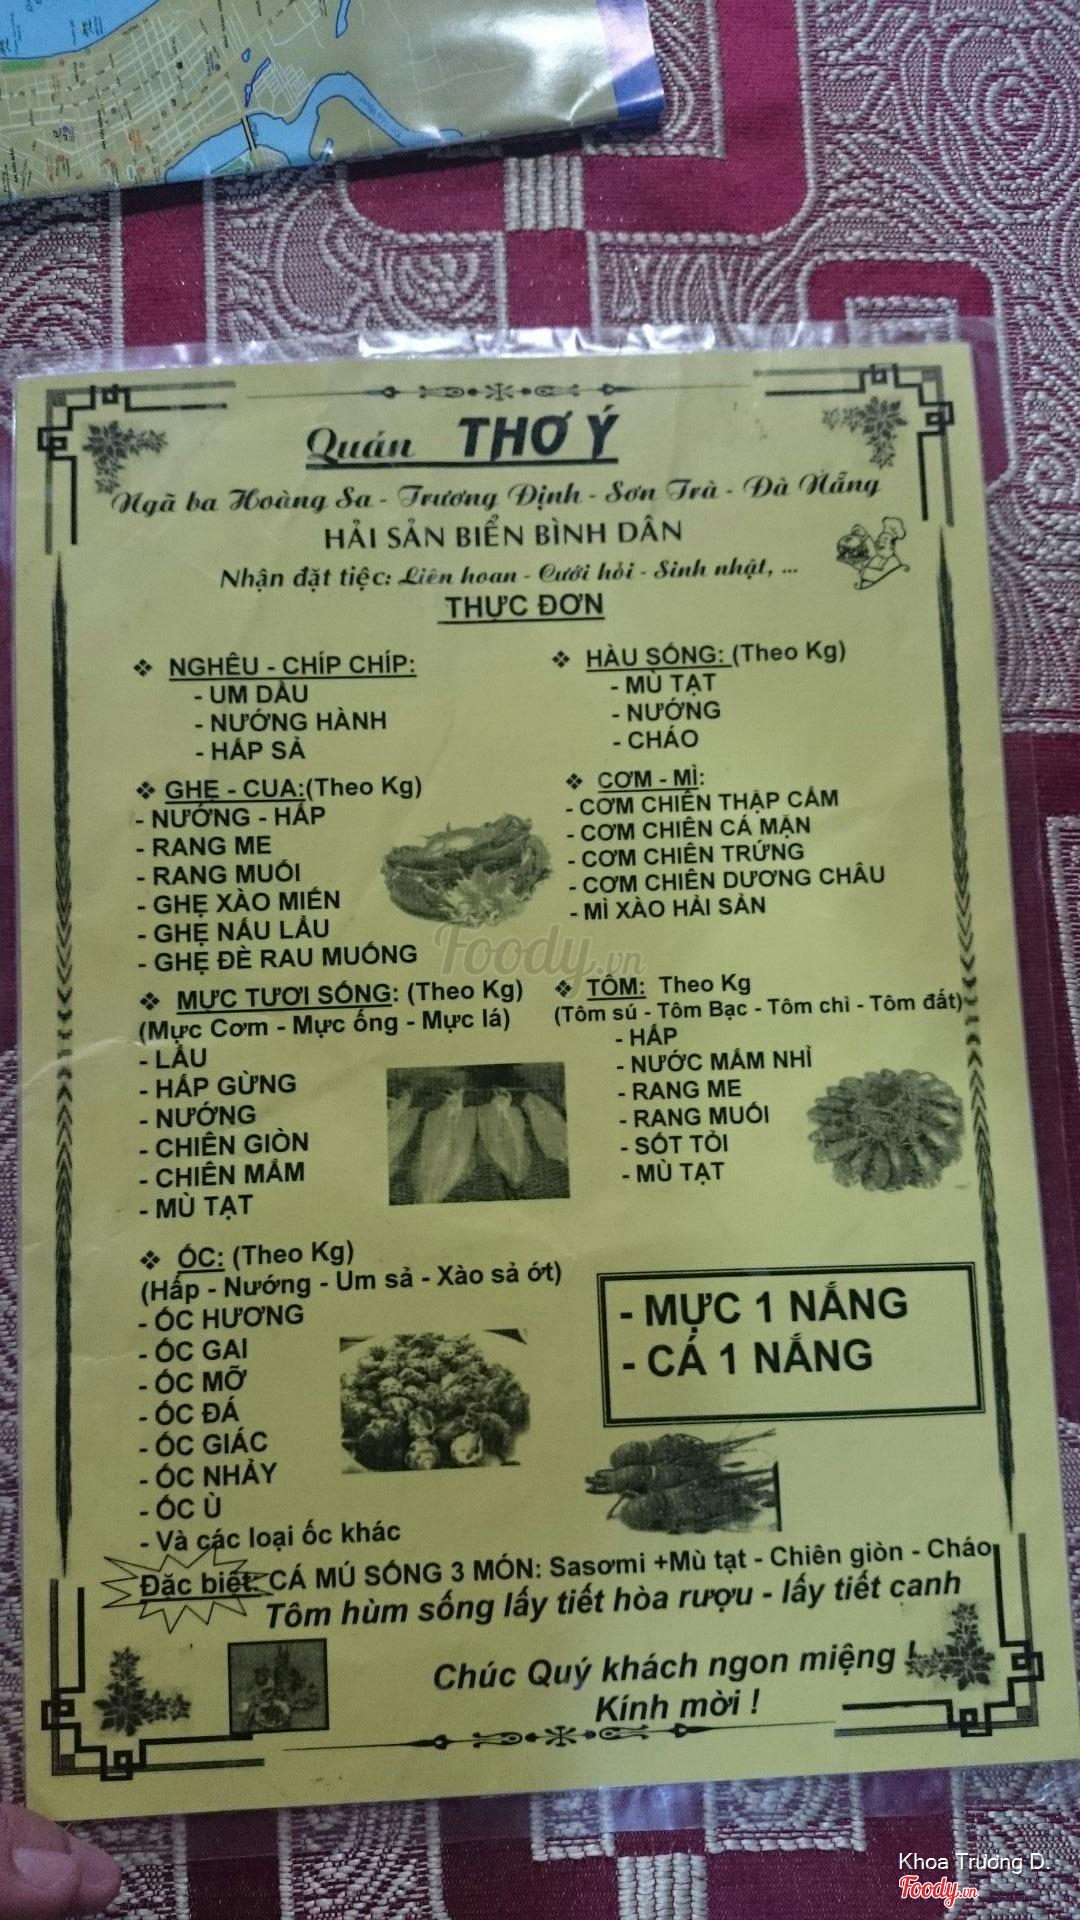 Quán THƠ Ý
Ngã ba Hoàng Sa - Trương Định - Sơn Trà - Đà Nẵng
HẢI SẢN BIỂN BÌNH DÂN
Nhận đặt tiệc: Liên hoan - Cưới hỏi - Sinh nhật, ...
THỰC ĐƠN
❖ NGHÊU - CHÍP CHÍP:
- UM DẦU
- NƯỚNG HÀNH
- HẤP SẢ
❖ GHẸ - CUA:(Theo Kg)
- NƯỚNG - HẤP
- RANG ME
- RANG MUỐI
- GHẸ XÀO MIẾN
- GHẸ NẤU LẨU
- GHẸ ĐÈ RAU MUỐNG
❖ MỰC TƯƠI SỐNG: (Theo Kg)
(Mực Cơm - Mực ống - Mực lá)
- LẨU
- HẤP GỪNG
- NƯỚNG
- CHIÊN GIÒN
- CHIÊN MẮM
- MÙ TẠT
❖ ỐC: (Theo Kg)
(Hấp - Nướng - Um sả - Xào sả ớt)
- ỐC HƯƠNG
- ỐC GAI
- ỐC MỠ
- ỐC ĐÁ
- ỐC GIÁC
- ỐC NHẢY
- ỐC Ù
- Và các loại ốc khác
❖ HÀU SỐNG: (Theo Kg)
- MÙ TẠT
- NƯỚNG
- CHÁO
❖ CƠM - MÌ:
- CƠM CHIÊN THẬP CẨM
- CƠM CHIÊN CÁ MẶN
- CƠM CHIÊN TRỨNG
- CƠM CHIÊN DƯƠNG CHÂU
- MÌ XÀO HẢI SẢN
❖ TÔM: Theo Kg
(Tôm sú - Tôm Bạc - Tôm chì - Tôm đất)
- HẤP
- NƯỚC MẮM NHỈ
- RANG ME
- RANG MUỐI
- SỐT TỎI
- MÙ TẠT
- MỰC 1 NẮNG
- CÁ 1 NẮNG
Đặc biệt: CÁ MÚ SỐNG 3 MÓN: Sasơmi +Mù tạt - Chiên giòn - Cháo
Tôm hùm sống lấy tiết hòa rượu - lấy tiết canh
Chúc Quý khách ngon miệng !
Kính mời !
Foody.vn
Khoa Trương D.
Foody.vn